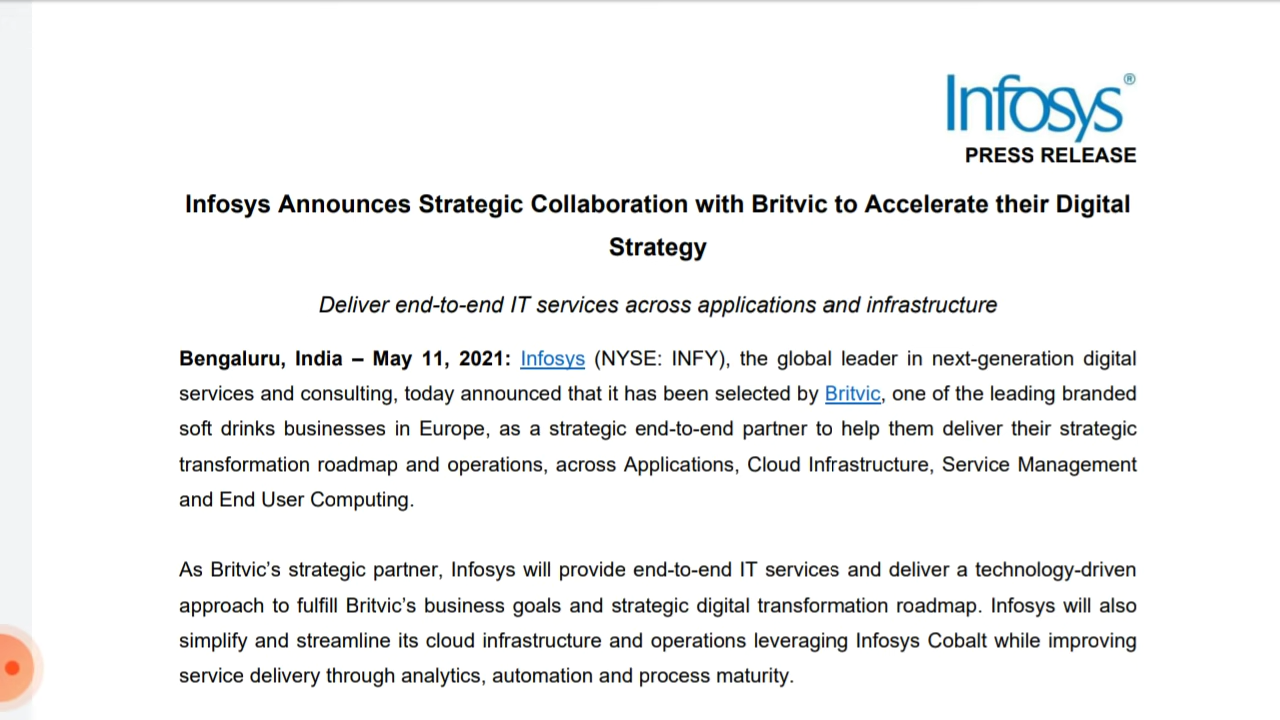 Infosys®
PRESS RELEASE
Infosys Announces Strategic Collaboration with Britvic to Accelerate their Digital
Strategy
Deliver end-to-end IT services across applications and infrastructure
Bengaluru, India – May 11, 2021: Infosys (NYSE: INFY), the global leader in next-generation digital
services and consulting, today announced that it has been selected by Britvic, one of the leading branded
soft drinks businesses in Europe, as a strategic end-to-end partner to help them deliver their strategic
transformation roadmap and operations, across Applications, Cloud Infrastructure, Service Management
and End User Computing.
As Britvic’s strategic partner, Infosys will provide end-to-end IT services and deliver a technology-driven
approach to fulfill Britvic’s business goals and strategic digital transformation roadmap. Infosys will also
simplify and streamline its cloud infrastructure and operations leveraging Infosys Cobalt while improving
service delivery through analytics, automation and process maturity.